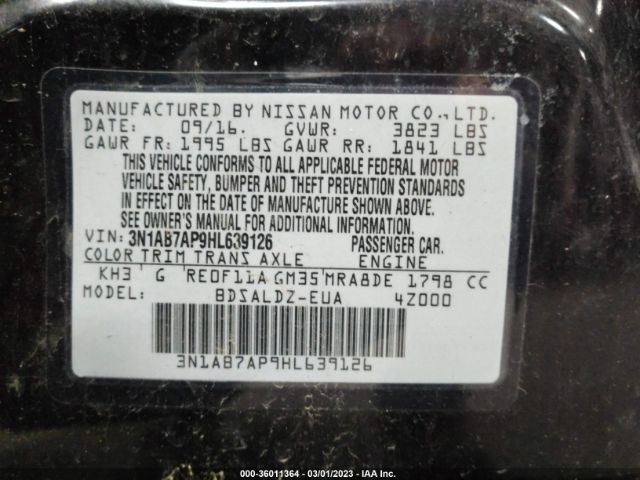 MANUFACTURED BY NISSAN MOTOR CO., LTD.
DATE: 09/16. GVWR: 3823 LBS
GAWR FR: 1995 LBS GAWR RR: 1841 LBS
THIS VEHICLE CONFORMS TO ALL APPLICABLE FEDERAL MOTOR
VEHICLE SAFETY, BUMPER AND THEFT PREVENTION STANDARDS
IN EFFECT ON THE DATE OF MANUFACTURE SHOWN ABOVE.
SEE OWNER'S MANUAL FOR ADDITIONAL INFORMATION.
VIN: 3N1AB7AP9HL639126 PASSENGER CAR.
COLOR TRIM TRANS AXLE ENGINE
KH3 G RE0F11A GM35 MRA8DE 1798 CC
MODEL: BDSALDZ-EUA 4Z000
3N1AB7AP9HL639126
000-36011364 - 03/01/2023 - IAA Inc.